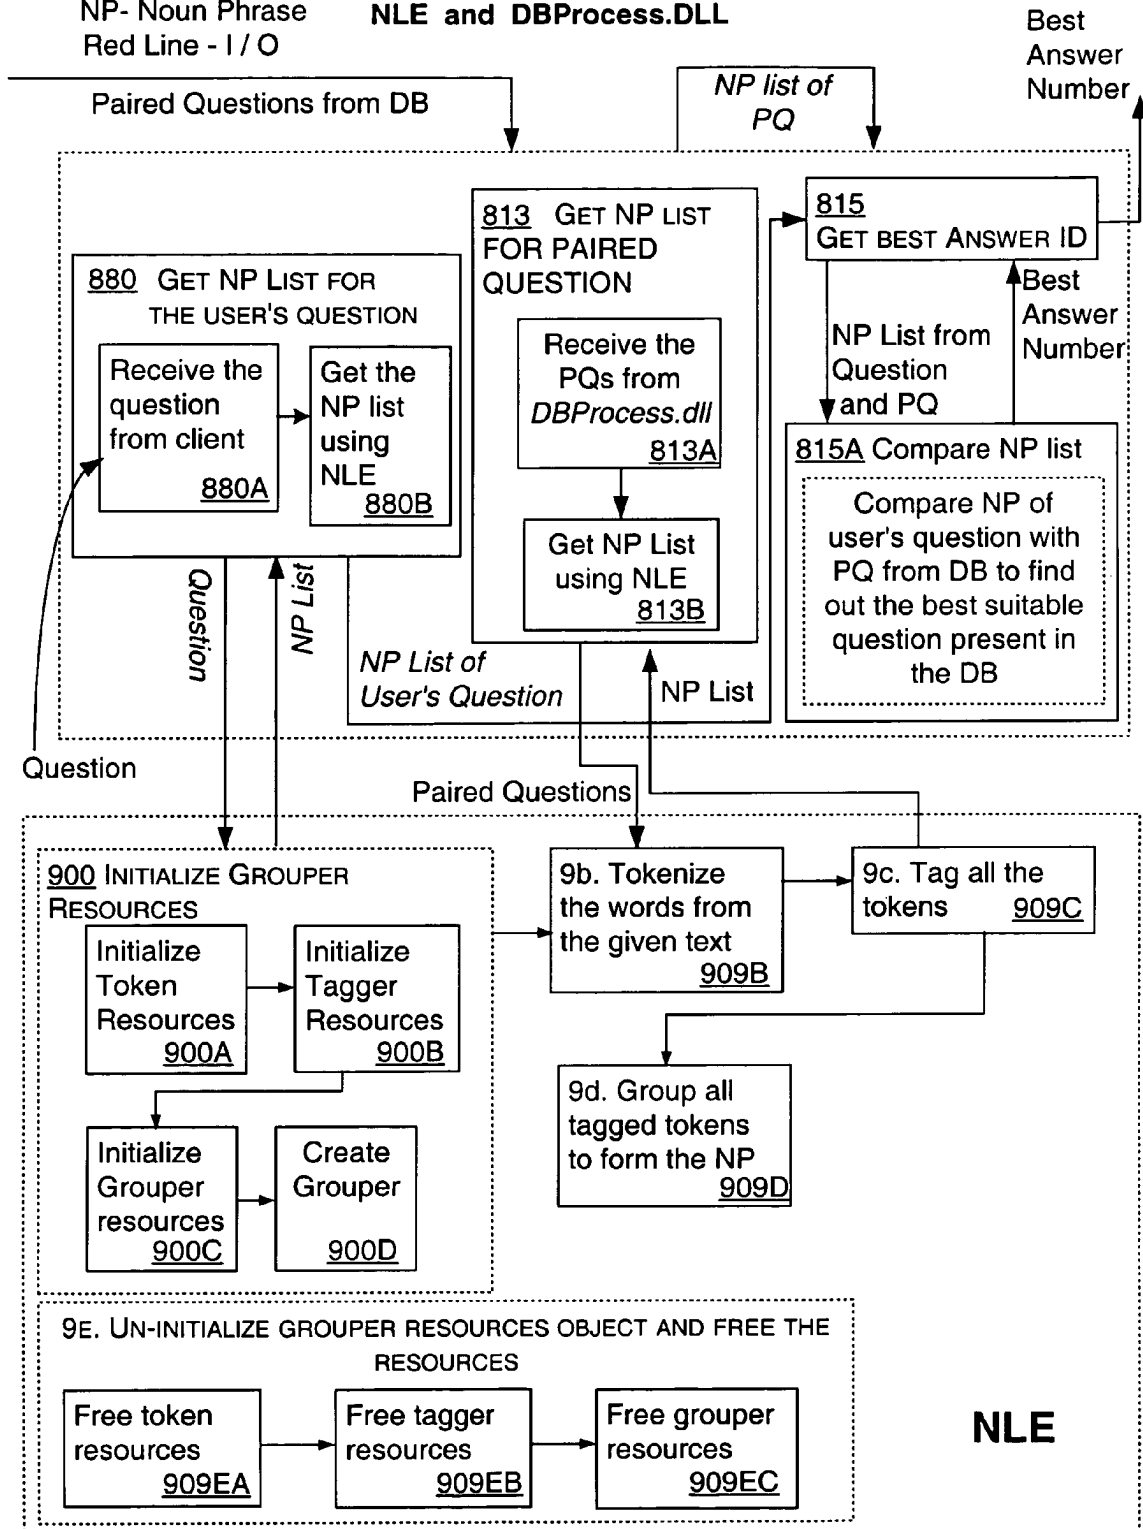 NP- Noun Phrase
Red Line - I / O
NLE and DBProcess.DLL
Best
Answer
Number
Paired Questions from DB
NP list of
PQ
880 GET NP LIST FOR
THE USER'S QUESTION
Receive the
question
from client
880A
Get the
NP list
using
NLE
880B
813 GET NP LIST
FOR PAIRED
QUESTION
Receive the
PQs from
DBProcess.dll
813A
Get NP List
using NLE
813B
815
GET BEST ANSWER ID
NP List from
Question
and PQ
Best
Answer
Number
815A Compare NP list
Compare NP of
user's question with
PQ from DB to find
out the best suitable
question present in
the DB
Question
NP List
NP List of
User's Question
NP List
Question
Paired Questions
900 INITIALIZE GROUPER
RESOURCES
Initialize
Token
Resources
900A
Initialize
Tagger
Resources
900B
Initialize
Grouper
resources
900C
Create
Grouper
900D
9b. Tokenize
the words from
the given text
909B
9c. Tag all the
tokens 909C
9d. Group all
tagged tokens
to form the NP
909D
9E. UN-INITIALIZE GROUPER RESOURCES OBJECT AND FREE THE
RESOURCES
Free token
resources
909EA
Free tagger
resources
909EB
Free grouper
resources
909EC
NLE